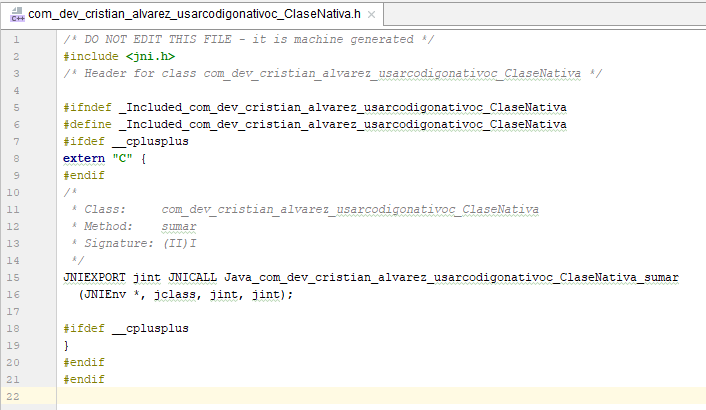 C++ com_dev_cristian_alvarez_usarcodigonativoc_ClaseNativa.h ×
1 /* DO NOT EDIT THIS FILE - it is machine generated */
2 #include <jni.h>
3 /* Header for class com_dev_cristian_alvarez_usarcodigonativoc_ClaseNativa */
4
5 #ifndef _Included_com_dev_cristian_alvarez_usarcodigonativoc_ClaseNativa
6 #define _Included_com_dev_cristian_alvarez_usarcodigonativoc_ClaseNativa
7 #ifdef __cplusplus
8 extern "C" {
9 #endif
10 /*
11  * Class:     com_dev_cristian_alvarez_usarcodigonativoc_ClaseNativa
12  * Method:    sumar
13  * Signature: (II)I
14  */
15 JNIEXPORT jint JNICALL Java_com_dev_cristian_alvarez_usarcodigonativoc_ClaseNativa_sumar
16   (JNIEnv *, jclass, jint, jint);
17
18 #ifdef __cplusplus
19 }
20 #endif
21 #endif
22